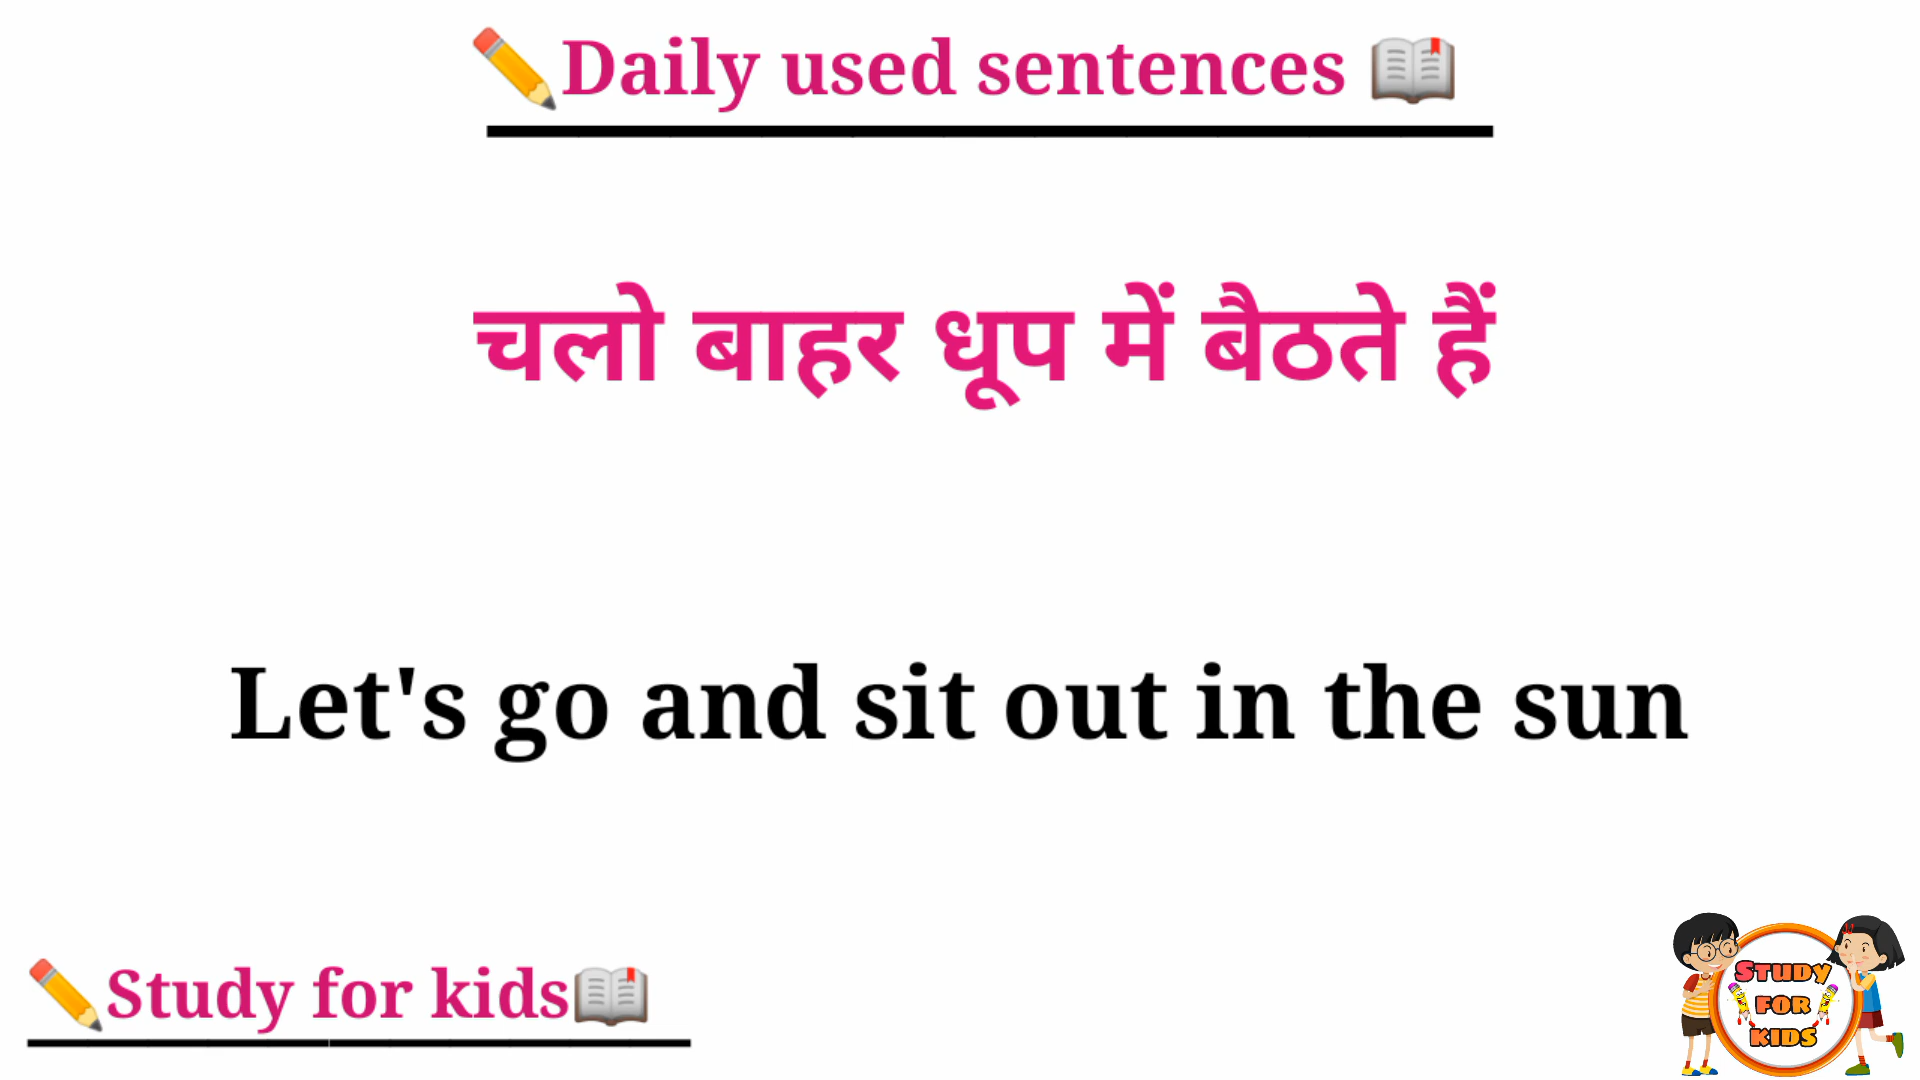 ✏️Daily used sentences 📖
चलो बाहर धूप में बैठते हैं
Let's go and sit out in the sun
✏️Study for kids📖
STUDY
FOR
KIDS